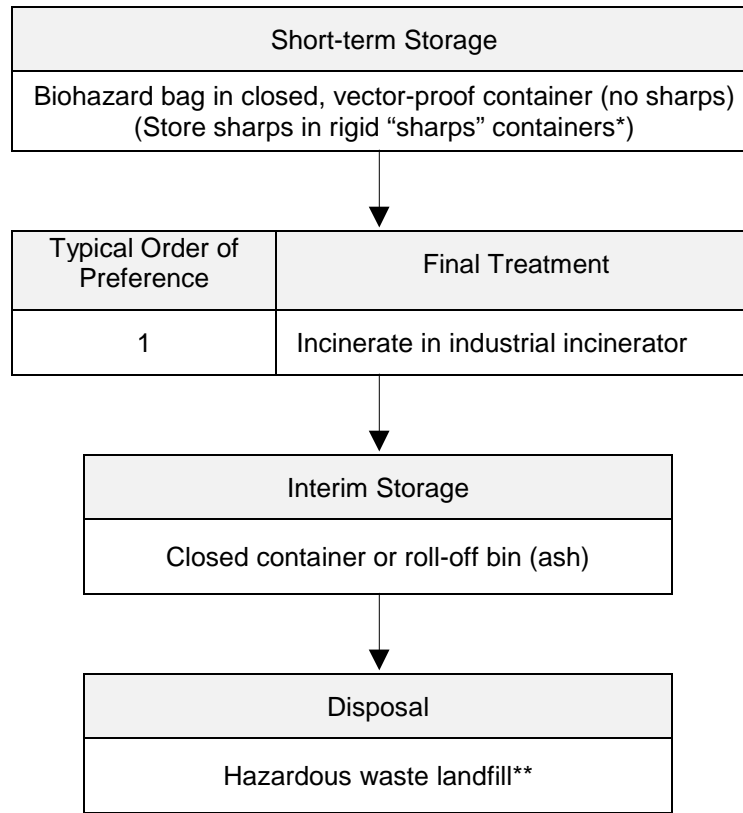 Short-term Storage
Biohazard bag in closed, vector-proof container (no sharps)
(Store sharps in rigid “sharps” containers*)
Typical Order of
Preference
Final Treatment
1
Incinerate in industrial incinerator
Interim Storage
Closed container or roll-off bin (ash)
Disposal
Hazardous waste landfill**